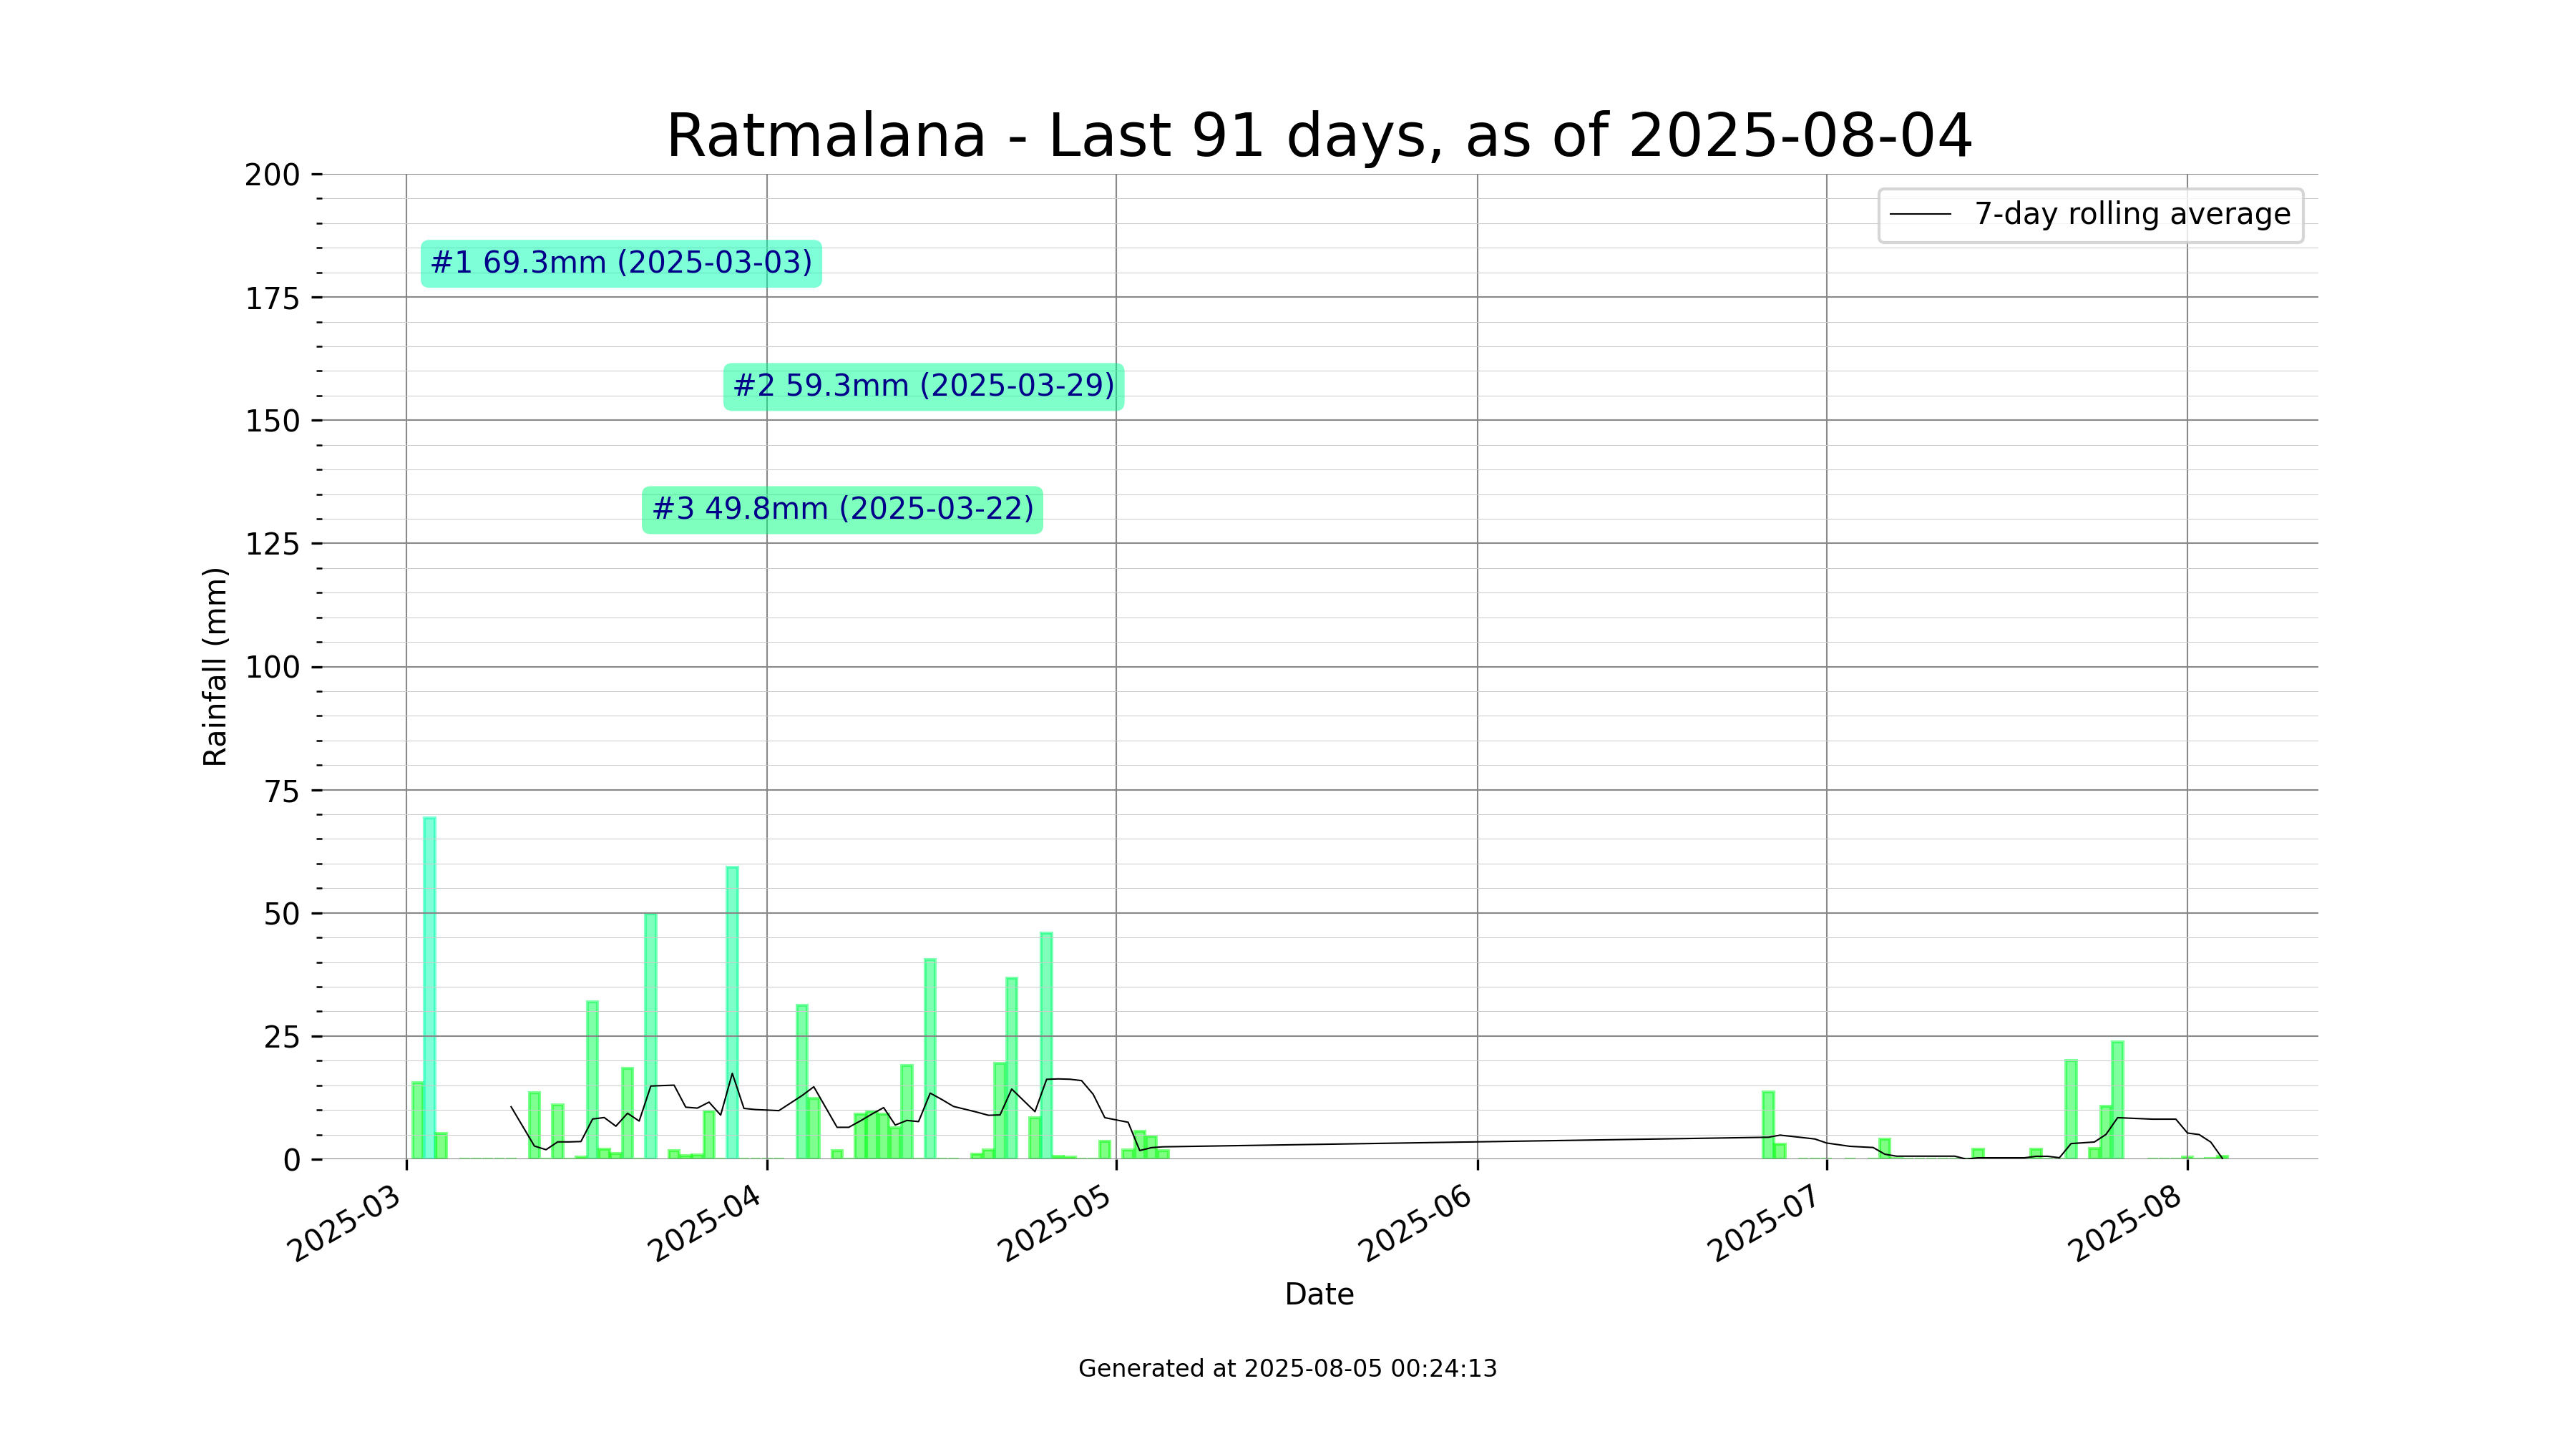 Ratmalana - Last 91 days, as of 2025-08-04
7-day rolling average
#1 69.3mm (2025-03-03)
#2 59.3mm (2025-03-29)
#3 49.8mm (2025-03-22)
Rainfall (mm)
200
175
150
125
100
75
50
25
0
2025-03
2025-04
2025-05
2025-06
2025-07
2025-08
Date
Generated at 2025-08-05 00:24:13